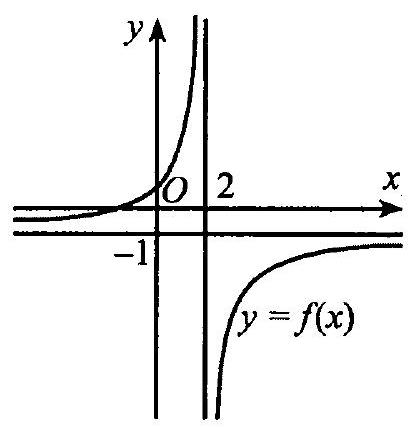 y
O 2 x
-1
y = f(x)